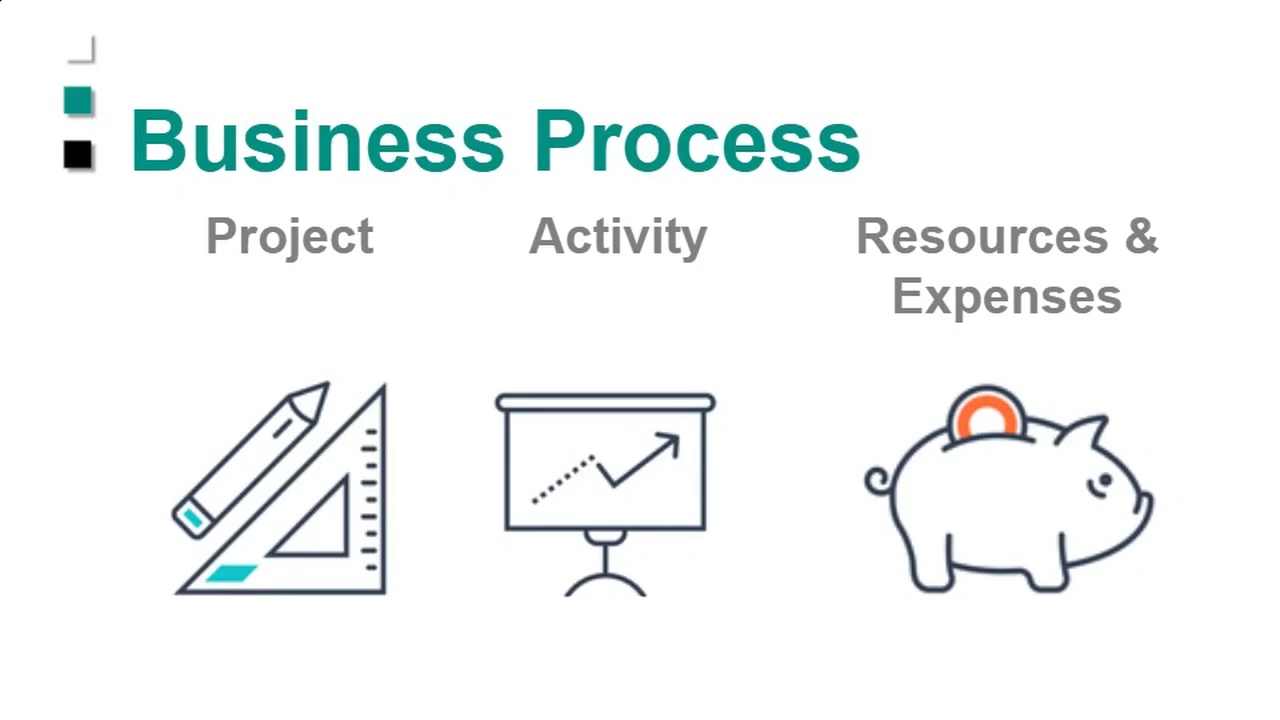 Business Process
Project
Activity
Resources &
Expenses